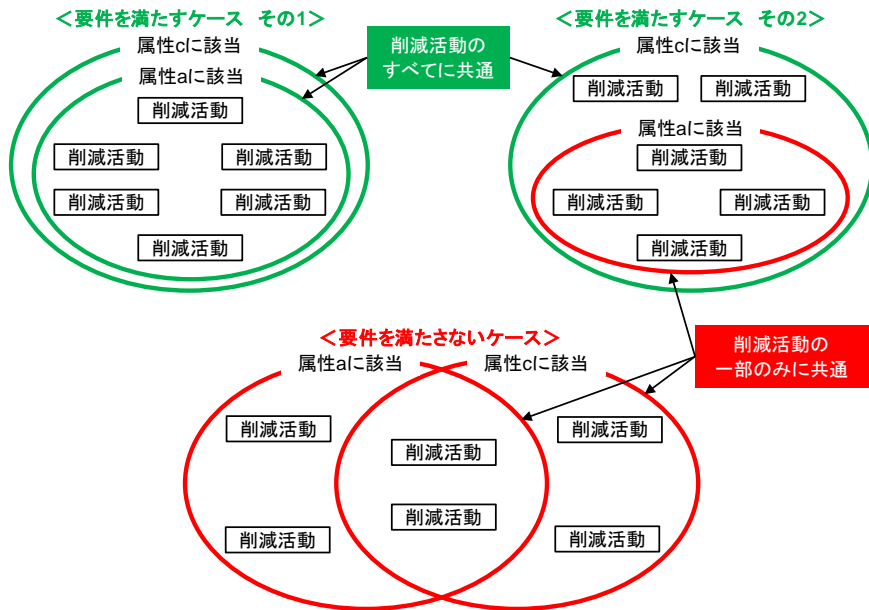 ＜要件を満たすケース　その1＞
属性cに該当
属性aに該当
削減活動
削減活動
削減活動
削減活動
削減活動
削減活動
削減活動の
すべてに共通
＜要件を満たすケース　その2＞
属性cに該当
削減活動
削減活動
属性aに該当
削減活動
削減活動
削減活動
削減活動
＜要件を満たさないケース＞
属性aに該当
属性cに該当
削減活動
削減活動
削減活動
削減活動
削減活動
削減活動
削減活動の
一部のみに共通